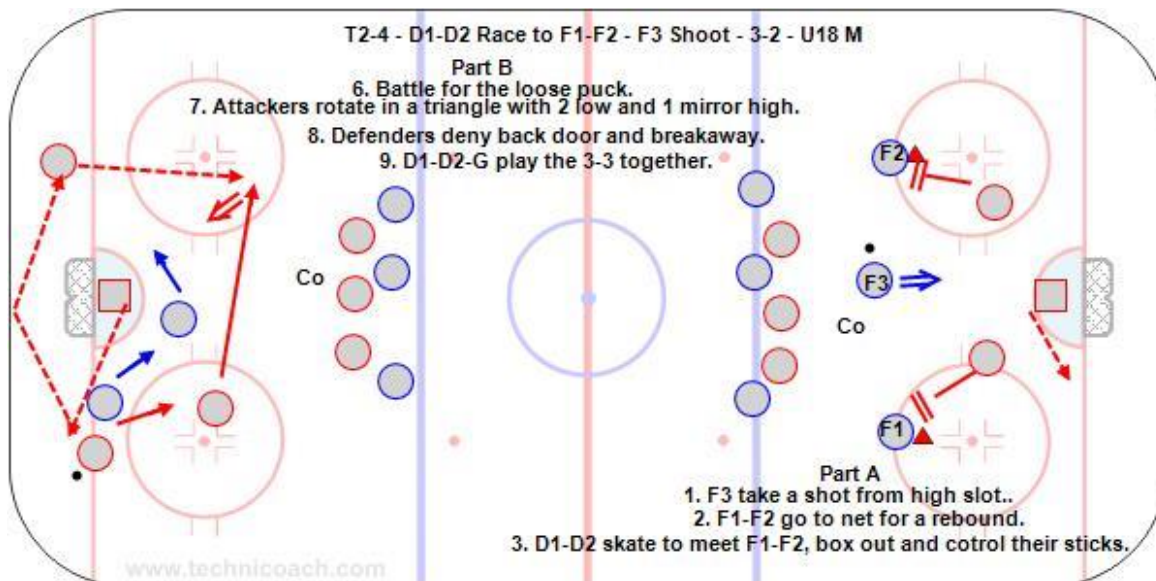 T2-4 - D1-D2 Race to F1-F2 - F3 Shoot - 3-2 - U18 M
Part B
6. Battle for the loose puck.
7. Attackers rotate in a triangle with 2 low and 1 mirror high.
8. Defenders deny back door and breakaway.
9. D1-D2-G play the 3-3 together.
F2
Co
F3
Co
F1
Part A
1. F3 take a shot from high slot..
2. F1-F2 go to net for a rebound.
3. D1-D2 skate to meet F1-F2, box out and cotrol their sticks.
www.technicoach.com